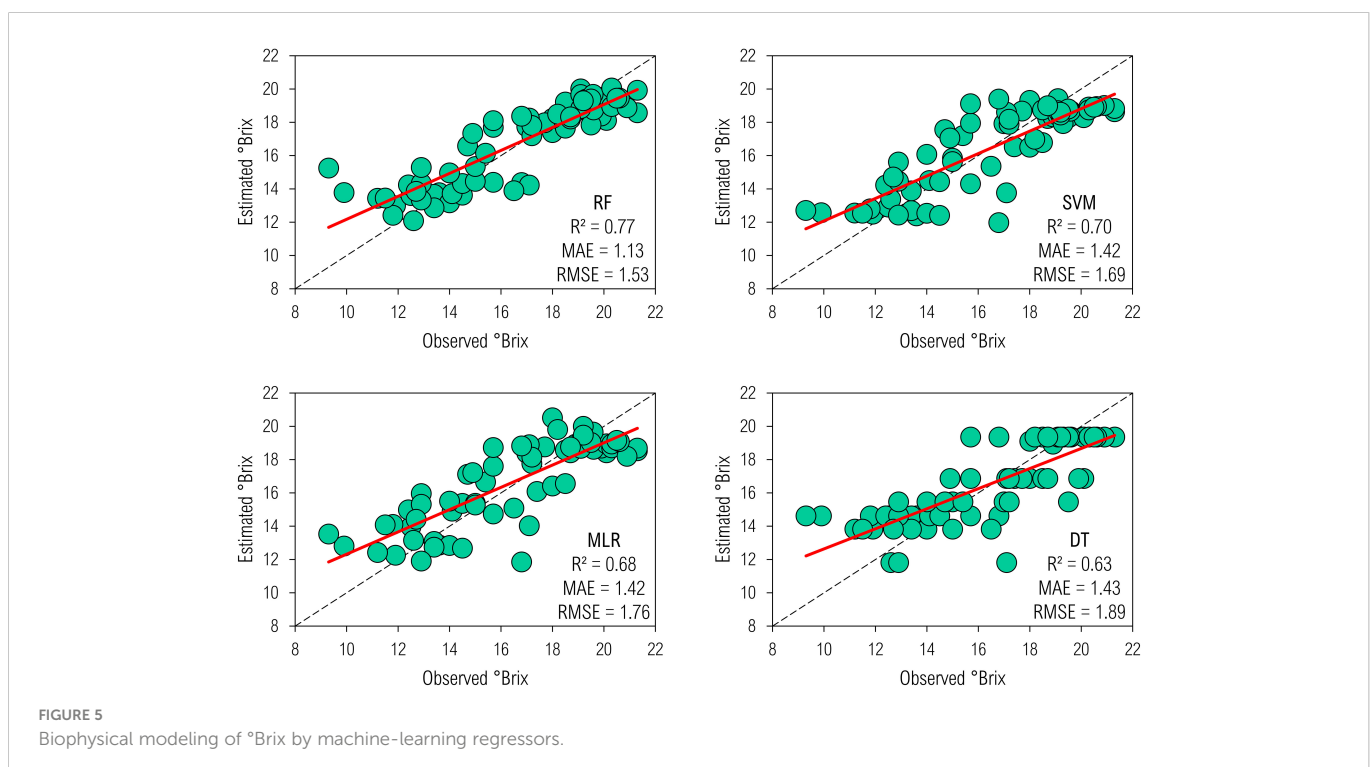 22
20
18
16
14
12
10
8
Estimated °Brix
RF
R² = 0.77
MAE = 1.13
RMSE = 1.53
8 10 12 14 16 18 20 22
Observed °Brix
22
20
18
16
14
12
10
8
Estimated °Brix
SVM
R² = 0.70
MAE = 1.42
RMSE = 1.69
8 10 12 14 16 18 20 22
Observed °Brix
22
20
18
16
14
12
10
8
Estimated °Brix
MLR
R² = 0.68
MAE = 1.42
RMSE = 1.76
8 10 12 14 16 18 20 22
Observed °Brix
22
20
18
16
14
12
10
8
Estimated °Brix
DT
R² = 0.63
MAE = 1.43
RMSE = 1.89
8 10 12 14 16 18 20 22
Observed °Brix
FIGURE 5
Biophysical modeling of °Brix by machine-learning regressors.